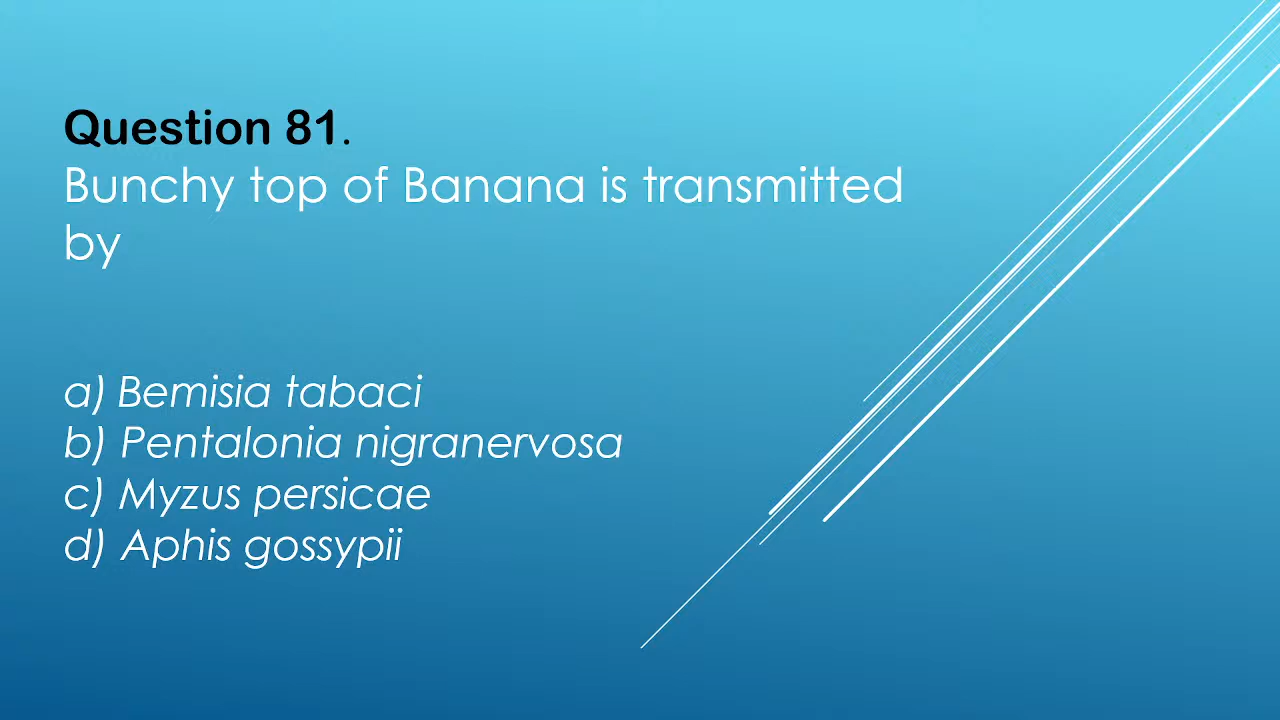 Question 81.
Bunchy top of Banana is transmitted
by
a) Bemisia tabaci
b) Pentalonia nigranervosa
c) Myzus persicae
d) Aphis gossypii